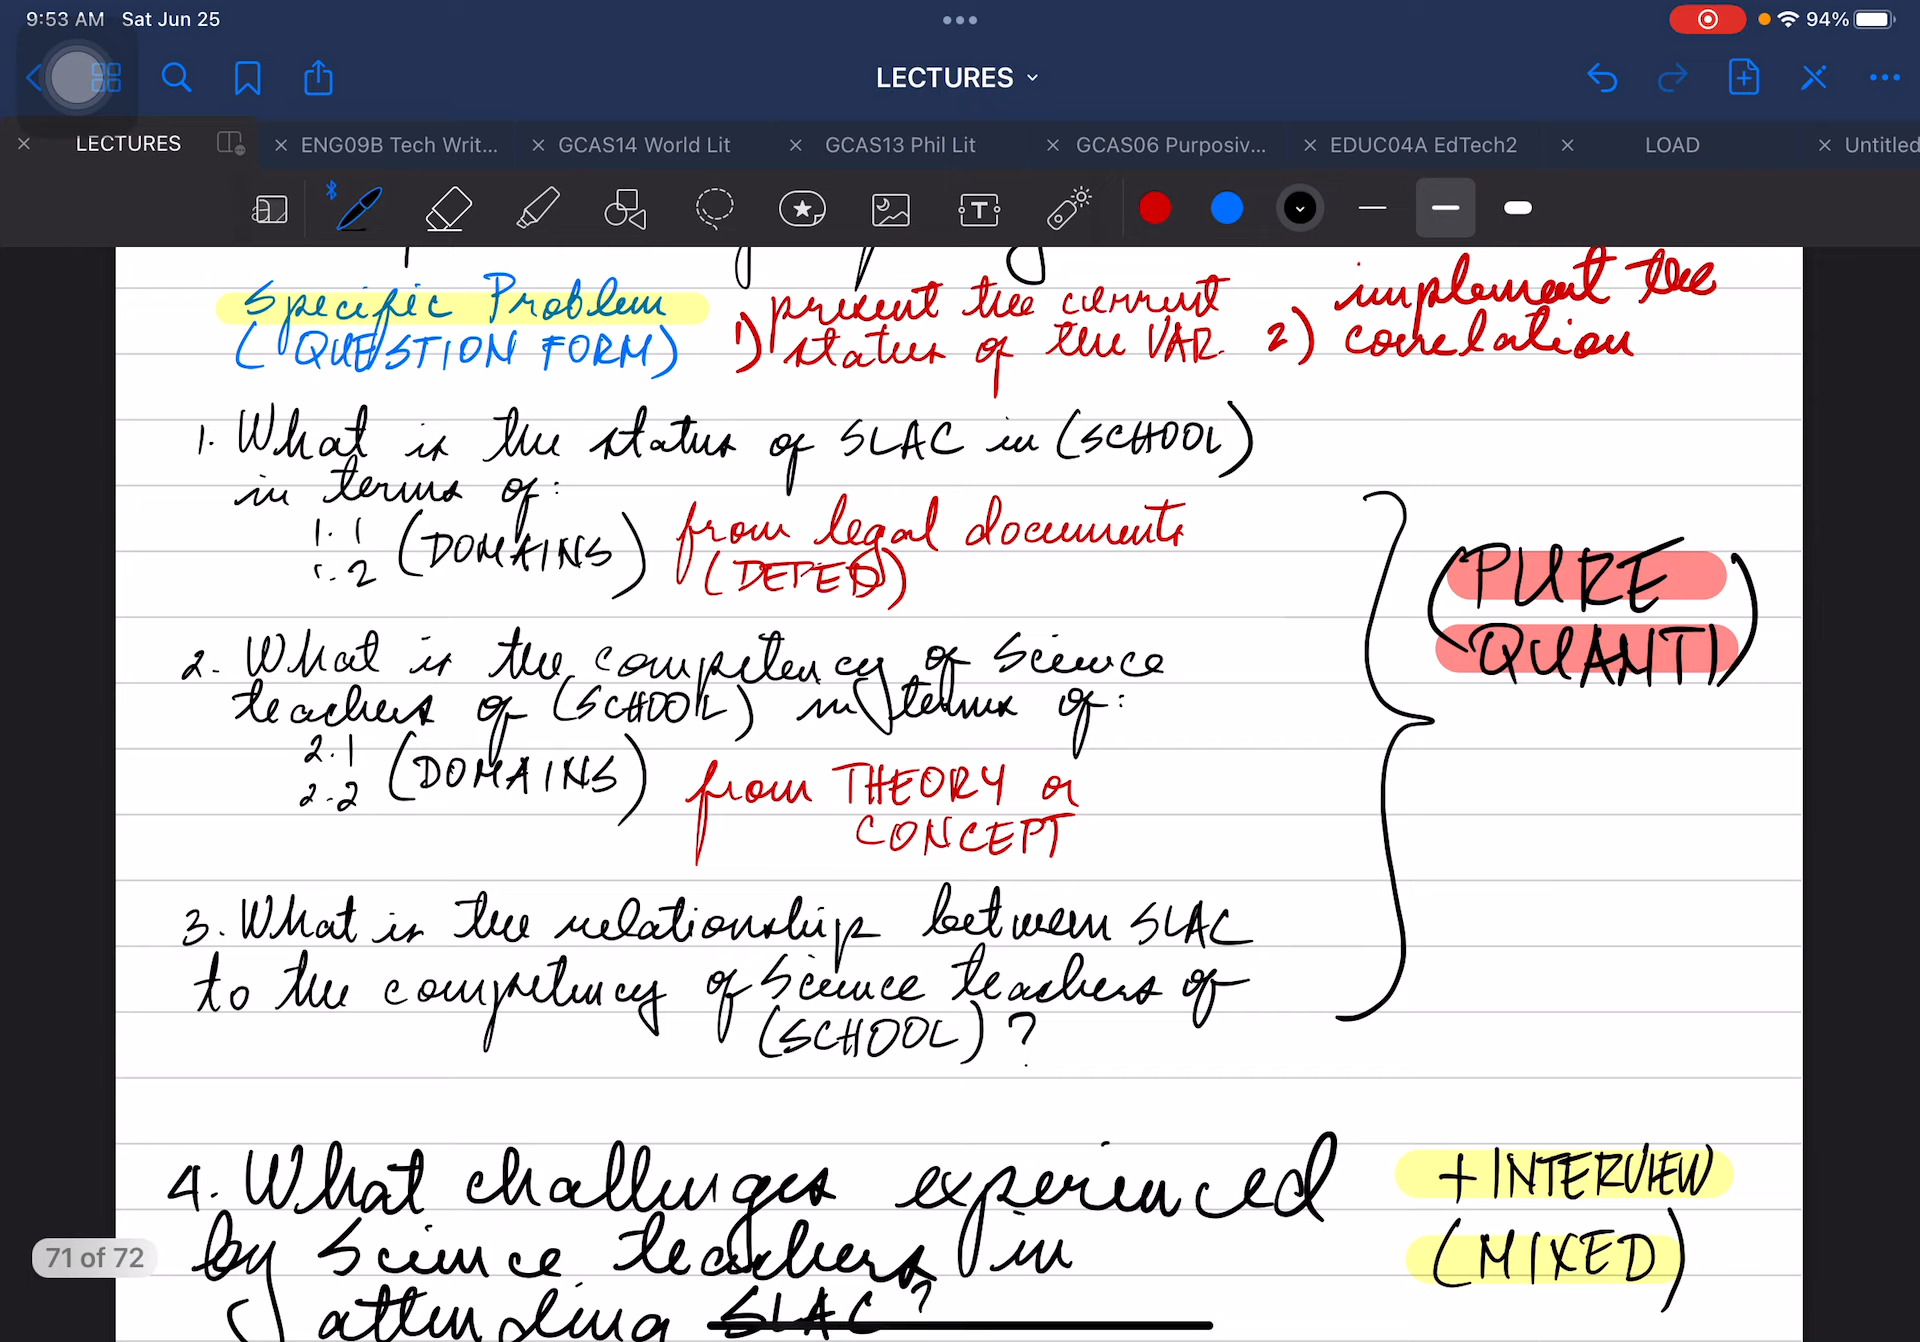 9:53 AM Sat Jun 25
94%
LECTURES
LECTURES
ENG09B Tech Writ...
GCAS14 World Lit
GCAS13 Phil Lit
GCAS06 Purposiv...
EDUC04A EdTech2
LOAD
Untitled
T
Specific Problem
(QUESTION FORM)
1) present the current
status of the VAR.
2) implement the
correlation
1. What is the status of SLAC in (SCHOOL)
in terms of:
1.1
1.2
(DOMAINS)
from legal documents
(DEPED)
2. What is the competency of Science
teachers of (SCHOOL) in terms of:
2.1
2.2
(DOMAINS)
from THEORY or
CONCEPT
3. What is the relationship between SLAC
to the competency of Science teachers of
(SCHOOL)?
(PURE
QUANTI)
4. What challenges experienced
by Science teachers in
attending SLAC?
+ INTERVIEW
(MIXED)
71 of 72